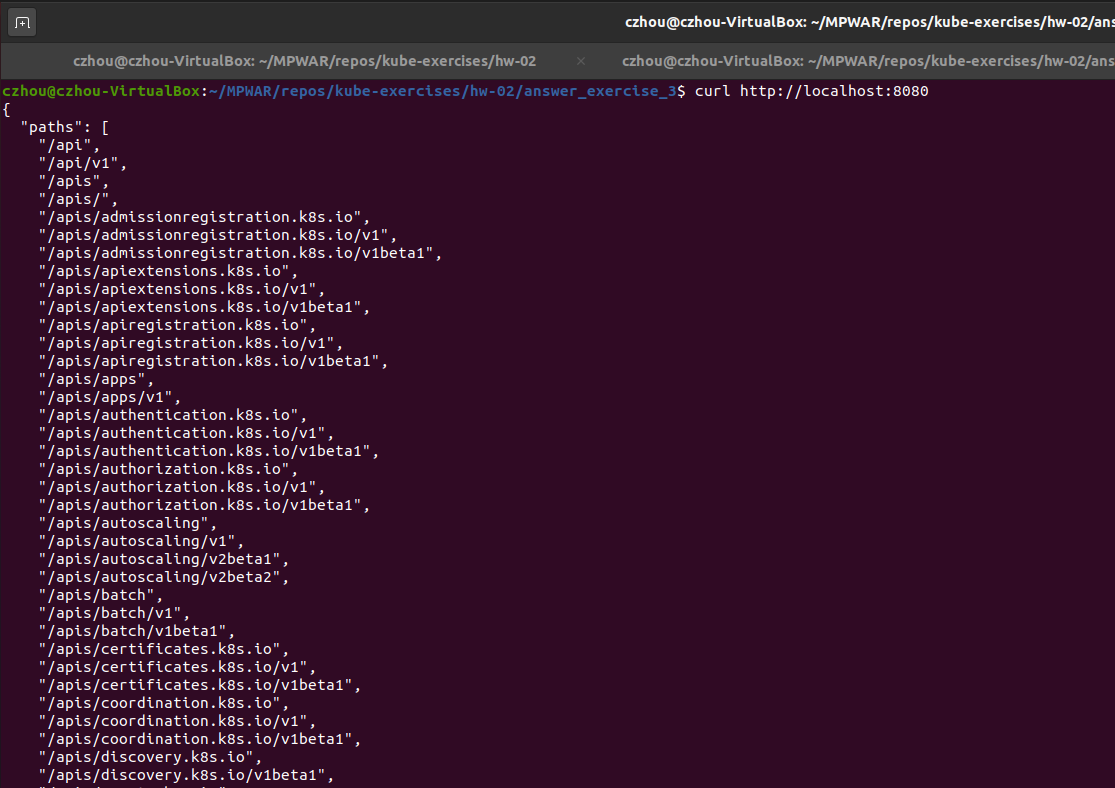 czhou@czhou-VirtualBox: ~/MPWAR/repos/kube-exercises/hw-02/ans
czhou@czhou-VirtualBox: ~/MPWAR/repos/kube-exercises/hw-02 × czhou@czhou-VirtualBox: ~/MPWAR/repos/kube-exercises/hw-02/ans
czhou@czhou-VirtualBox:~/MPWAR/repos/kube-exercises/hw-02/answer_exercise_3$ curl http://localhost:8080
{
  "paths": [
    "/api",
    "/api/v1",
    "/apis",
    "/apis/",
    "/apis/admissionregistration.k8s.io",
    "/apis/admissionregistration.k8s.io/v1",
    "/apis/admissionregistration.k8s.io/v1beta1",
    "/apis/apiextensions.k8s.io",
    "/apis/apiextensions.k8s.io/v1",
    "/apis/apiextensions.k8s.io/v1beta1",
    "/apis/apiregistration.k8s.io",
    "/apis/apiregistration.k8s.io/v1",
    "/apis/apiregistration.k8s.io/v1beta1",
    "/apis/apps",
    "/apis/apps/v1",
    "/apis/authentication.k8s.io",
    "/apis/authentication.k8s.io/v1",
    "/apis/authentication.k8s.io/v1beta1",
    "/apis/authorization.k8s.io",
    "/apis/authorization.k8s.io/v1",
    "/apis/authorization.k8s.io/v1beta1",
    "/apis/autoscaling",
    "/apis/autoscaling/v1",
    "/apis/autoscaling/v2beta1",
    "/apis/autoscaling/v2beta2",
    "/apis/batch",
    "/apis/batch/v1",
    "/apis/batch/v1beta1",
    "/apis/certificates.k8s.io",
    "/apis/certificates.k8s.io/v1",
    "/apis/certificates.k8s.io/v1beta1",
    "/apis/coordination.k8s.io",
    "/apis/coordination.k8s.io/v1",
    "/apis/coordination.k8s.io/v1beta1",
    "/apis/discovery.k8s.io",
    "/apis/discovery.k8s.io/v1beta1",